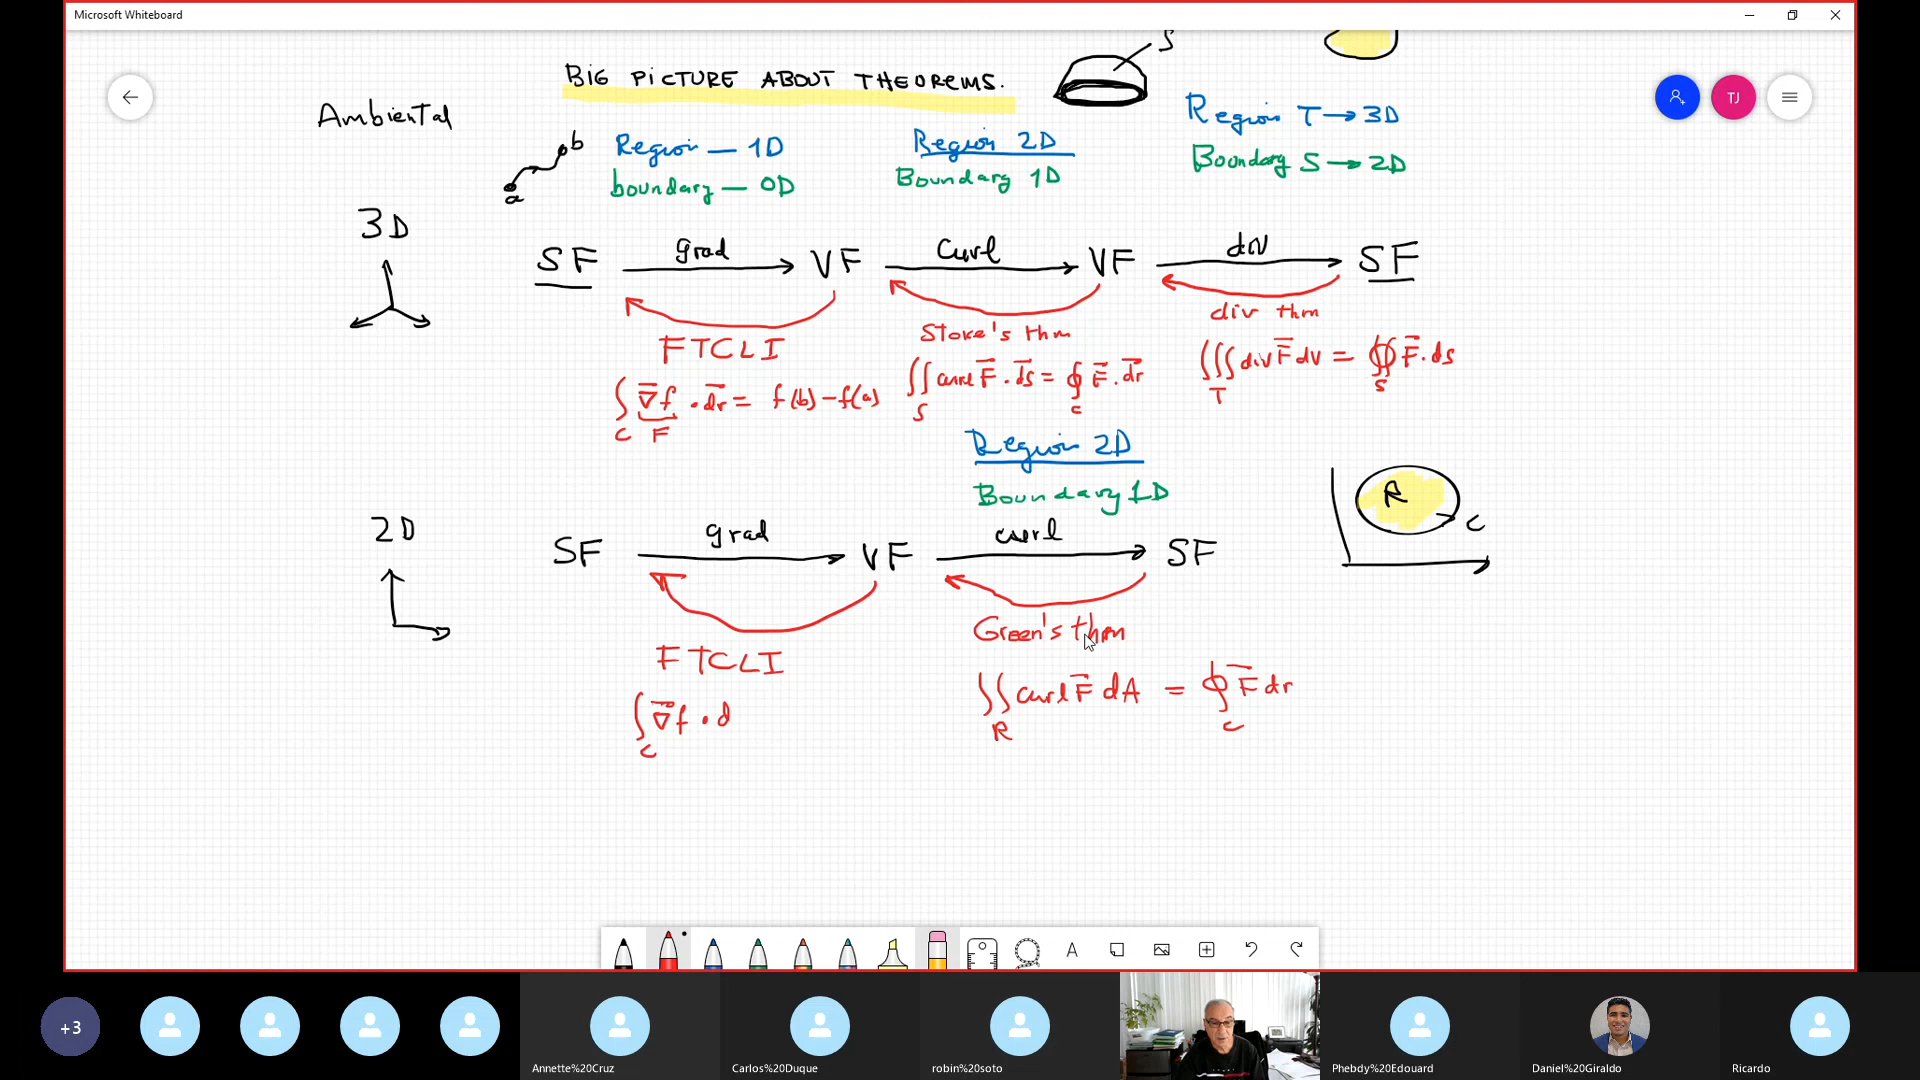 Microsoft Whiteboard
BIG PICTURE ABOUT THEOREMS.
S
Ambiental
a
b
Region — 1D
boundary — 0D
Region 2D
Boundary 1D
Region T → 3D
Boundary S → 2D
TJ
3D
SF grad VF curl VF div SF
FTCLI
∫ ∇f · dr = f(b) – f(a)
C F
Stoke's thm
∬ curl F · ds = ∮ F · dr
S c
div thm
∭ div F dv = ∯ F · ds
T S
Region 2D
Boundary 1D
R
C
2D
SF grad VF curl SF
FTCLI
∫ ∇f · d
C
Green's thm
∬ curl F dA = ∮ F dr
R C
A
+3
Annette%20Cruz
Carlos%20Duque
robin%20soto
Phebdy%20Edouard
Daniel%20Giraldo
Ricardo